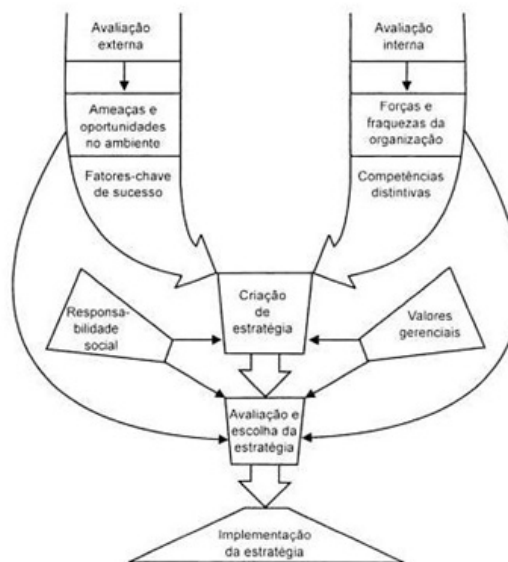 Avaliação
externa
Avaliação
interna
Ameaças e
oportunidades
no ambiente
Forças e
fraquezas da
organização
Fatores-chave
de sucesso
Competências
distintivas
Criação
de
estratégia
Responsa-
bilidade
social
Valores
gerenciais
Avaliação e
escolha da
estratégia
Implementação
da estratégia